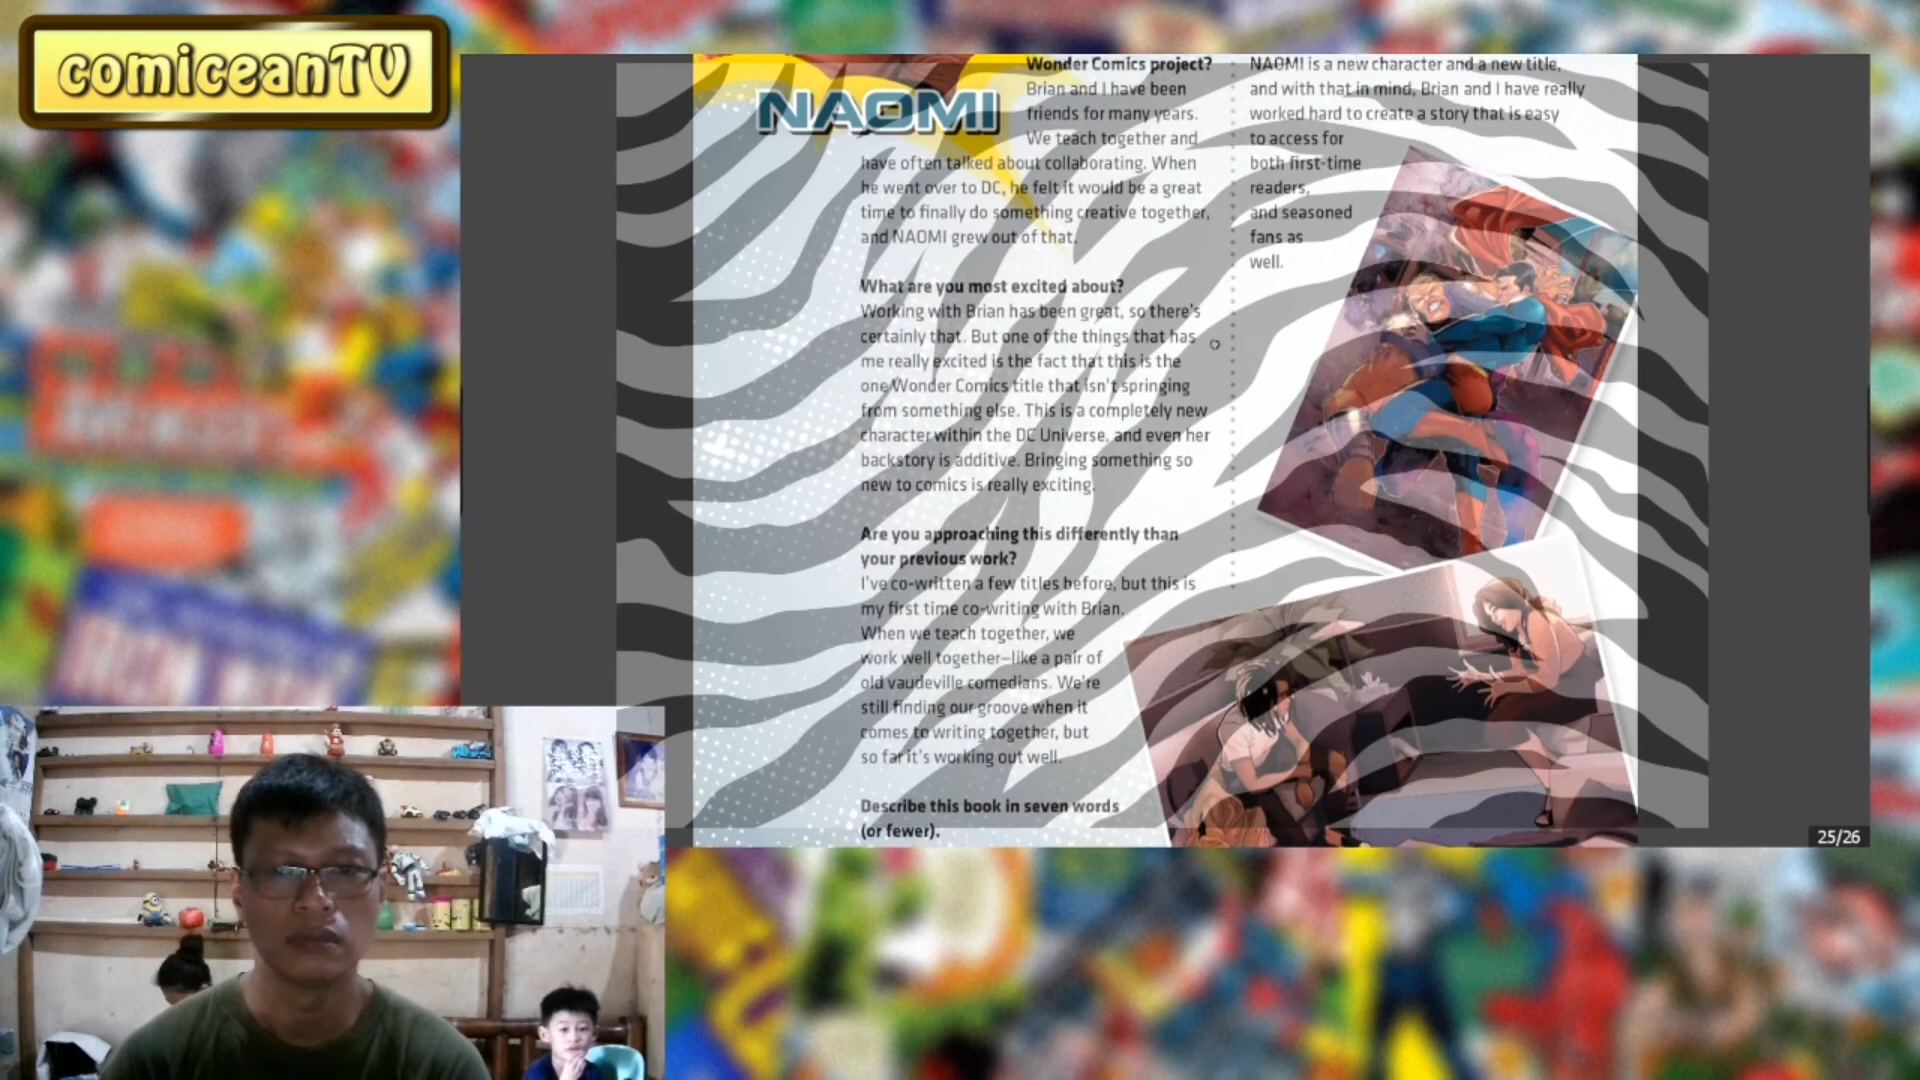 comiceanTV
NAOMI
Wonder Comics project?
Brian and I have been
friends for many years.
We teach together and
have often talked about collaborating. When
he went over to DC, he felt it would be a great
time to finally do something creative together,
and NAOMI grew out of that.
What are you most excited about?
Working with Brian has been great, so there's
certainly that. But one of the things that has
me really excited is the fact that this is the
one Wonder Comics title that isn't springing
from something else. This is a completely new
character within the DC Universe, and even her
backstory is additive. Bringing something so
new to comics is really exciting.
Are you approaching this differently than
your previous work?
I've co-written a few titles before, but this is
my first time co-writing with Brian.
When we teach together, we
work well together—like a pair of
old vaudeville comedians. We're
still finding our groove when it
comes to writing together, but
so far it's working out well.
Describe this book in seven words
(or fewer).
NAOMI is a new character and a new title,
and with that in mind, Brian and I have really
worked hard to create a story that is easy
to access for
both first-time
readers,
and seasoned
fans as
well.
25/26